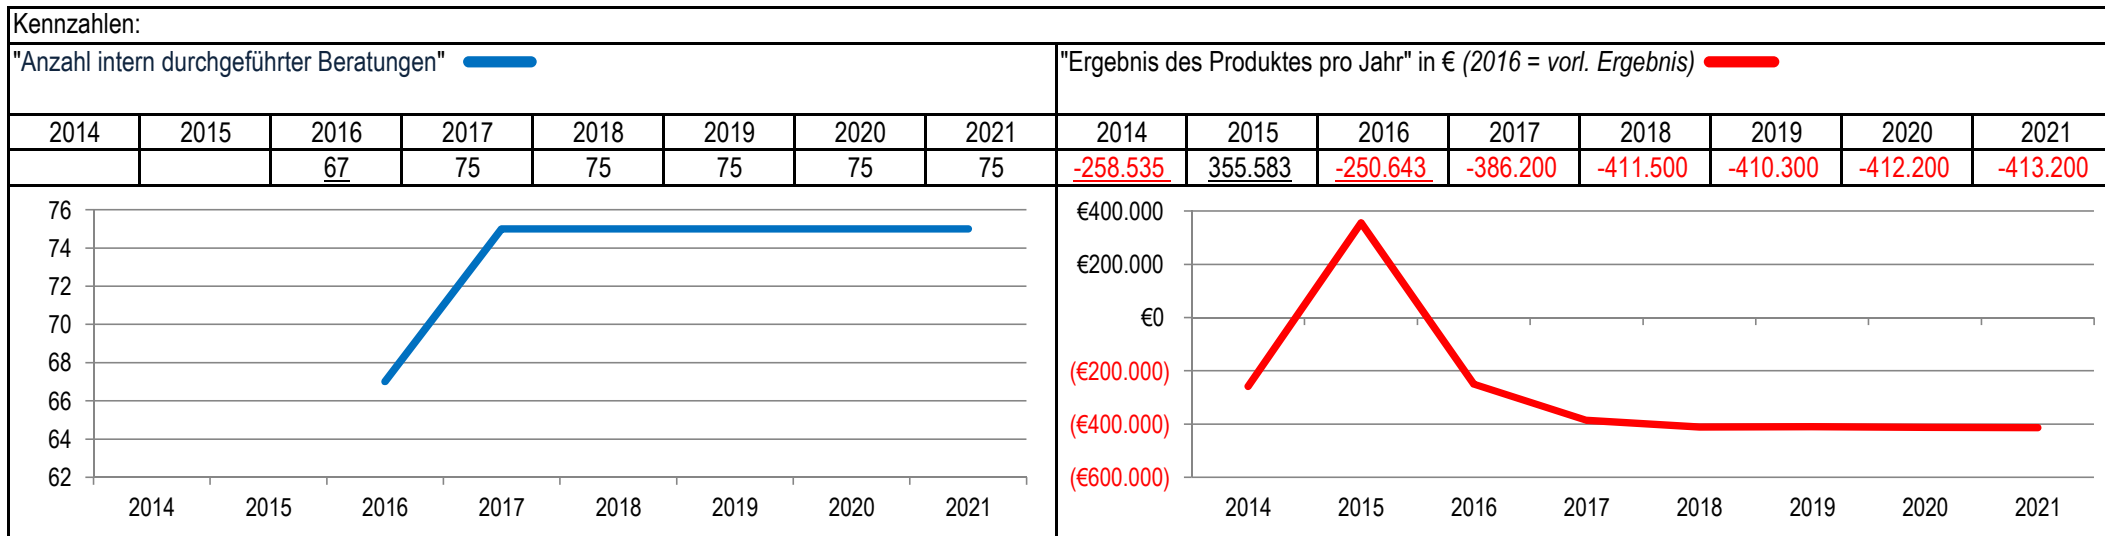 Kennzahlen:
"Anzahl intern durchgeführter Beratungen"
"Ergebnis des Produktes pro Jahr" in € (2016 = vorl. Ergebnis)
2014 2015 2016 2017 2018 2019 2020 2021 2014 2015 2016 2017 2018 2019 2020 2021
67 75 75 75 75 75 -258.535 355.583 -250.643 -386.200 -411.500 -410.300 -412.200 -413.200
76
74
72
70
68
66
64
62
2014 2015 2016 2017 2018 2019 2020 2021
€400.000
€200.000
€0
(€200.000)
(€400.000)
(€600.000)
2014 2015 2016 2017 2018 2019 2020 2021